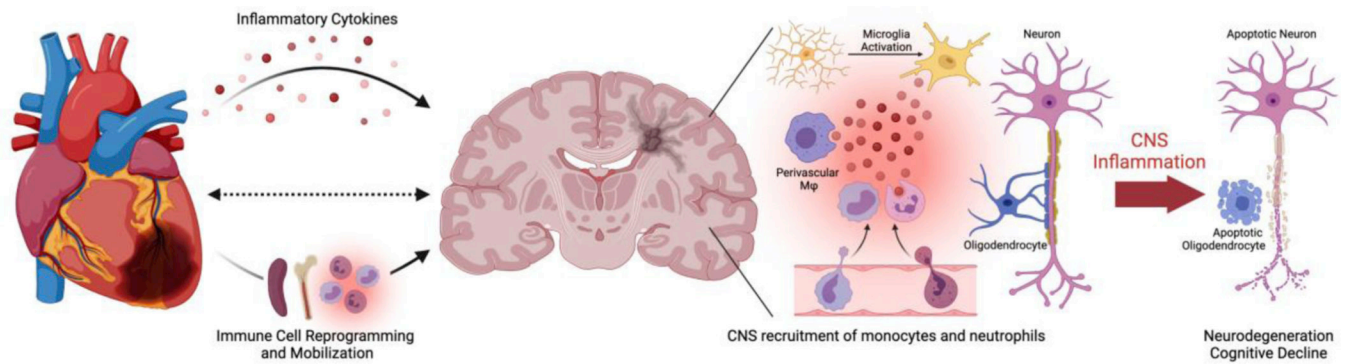 Inflammatory Cytokines
Immune Cell Reprogramming
and Mobilization
Microglia
Activation
Perivascular
Mφ
CNS recruitment of monocytes and neutrophils
Neuron
Oligodendrocyte
CNS
Inflammation
Apoptotic Neuron
Apoptotic
Oligodendrocyte
Neurodegeneration
Cognitive Decline